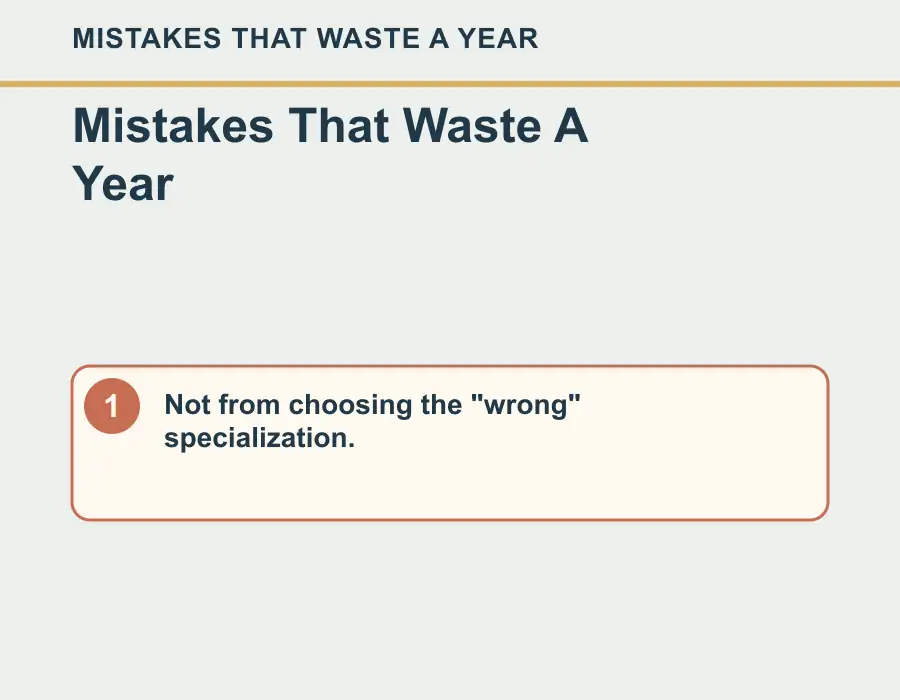 MISTAKES THAT WASTE A YEAR
Mistakes That Waste A
Year
1
Not from choosing the "wrong"
specialization.